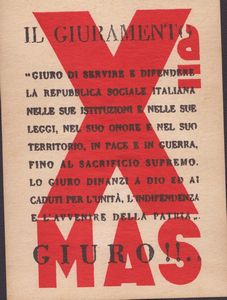 IL GIURAMENTO
Xª
"GIURO DI SERVIRE E DIFENDERE
LA REPUBBLICA SOCIALE ITALIANA
NELLE SUE ISTITUZIONI E NELLE SUE
LEGGI, NEL SUO ONORE E NEL SUO
TERRITORIO, IN PACE E IN GUERRA,
FINO AL SACRIFICIO SUPREMO.
LO GIURO DINANZI A DIO ED AI
CADUTI PER L'UNITÀ, L'INDIPENDENZA
E L'AVVENIRE DELLA PATRIA„.
GIURO!!..
MAS